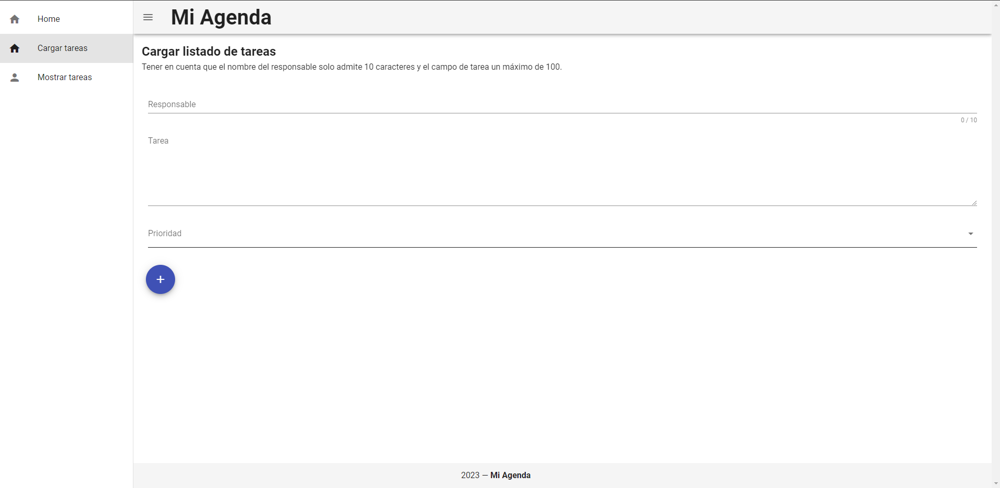 Home
Cargar tareas
Mostrar tareas
Mi Agenda
Cargar listado de tareas
Tener en cuenta que el nombre del responsable solo admite 10 caracteres y el campo de tarea un máximo de 100.
Responsable
0 / 10
Tarea
Prioridad
+
2023 — Mi Agenda